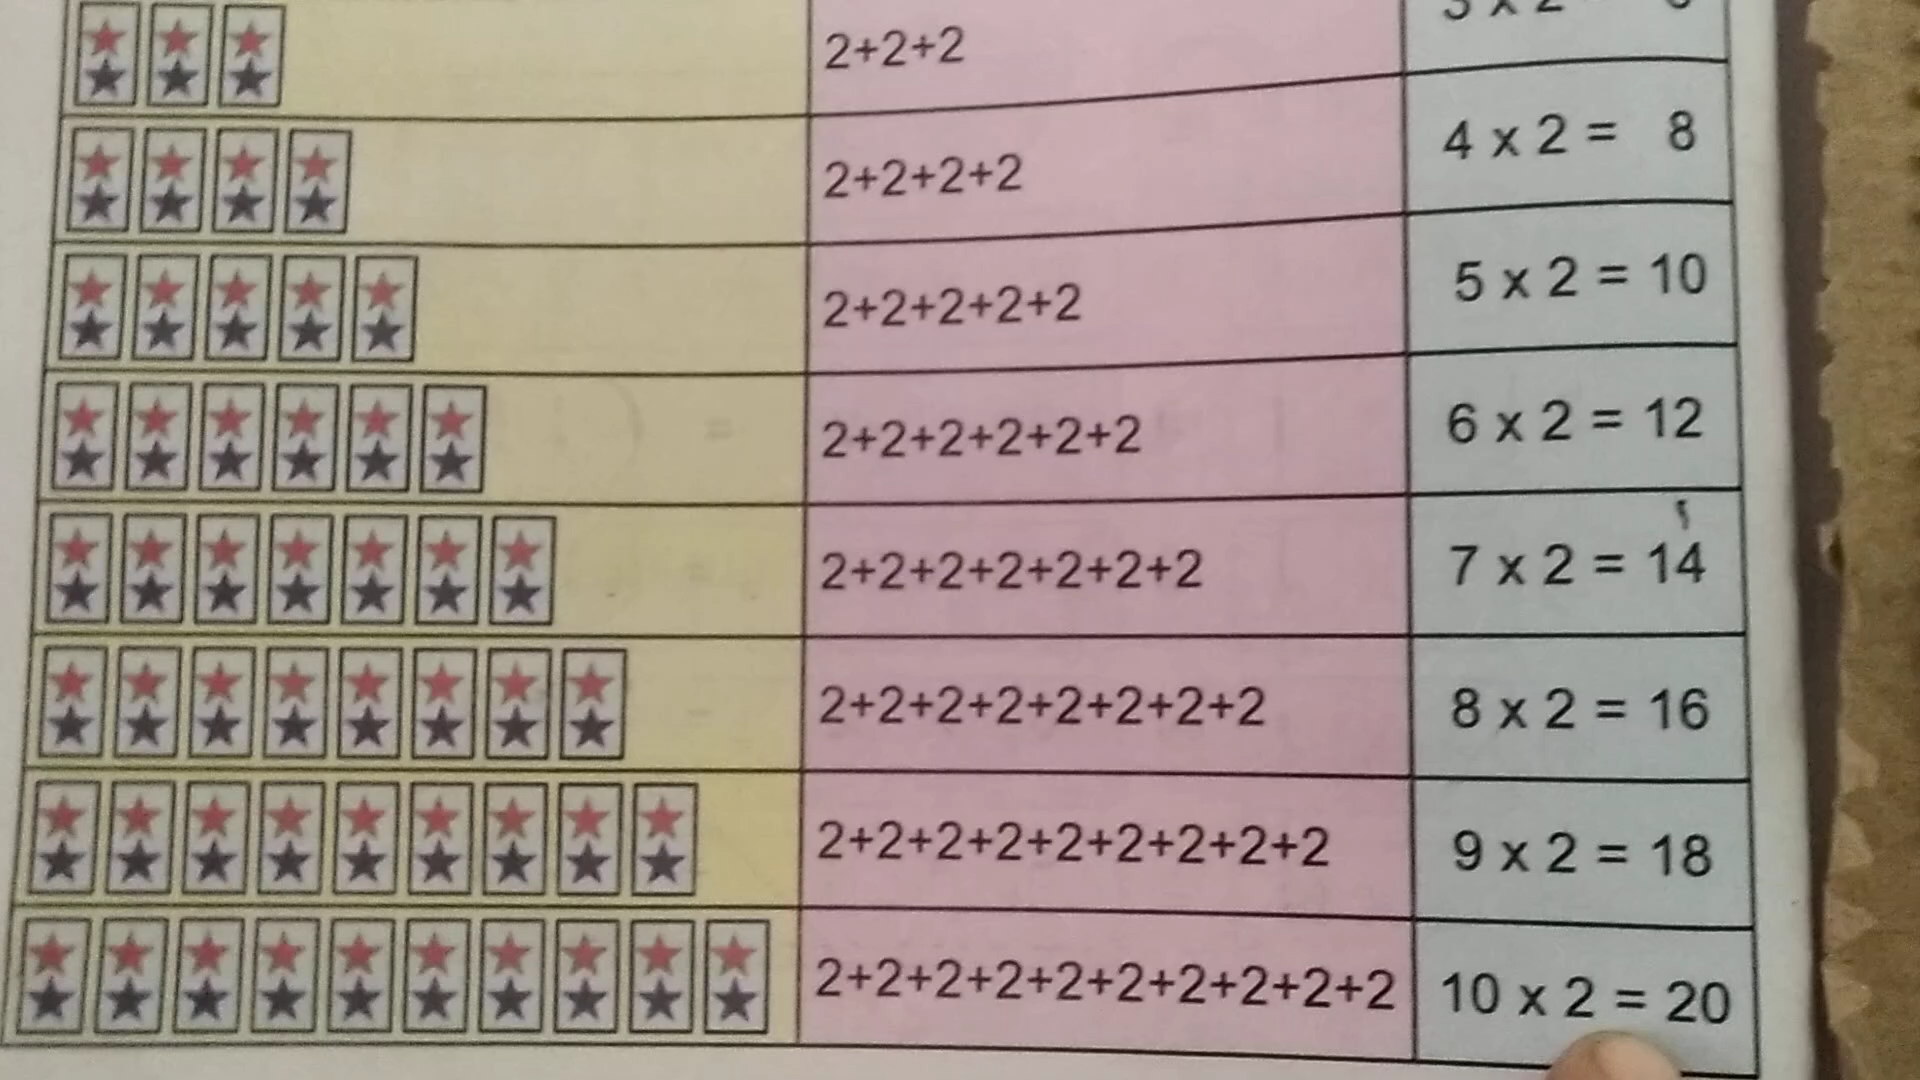 2+2+2
4 x 2 = 8
2+2+2+2
5 x 2 = 10
2+2+2+2+2
6 x 2 = 12
2+2+2+2+2+2
7 x 2 = 14
2+2+2+2+2+2+2
8 x 2 = 16
2+2+2+2+2+2+2+2
9 x 2 = 18
2+2+2+2+2+2+2+2+2
10 x 2 = 20
2+2+2+2+2+2+2+2+2+2